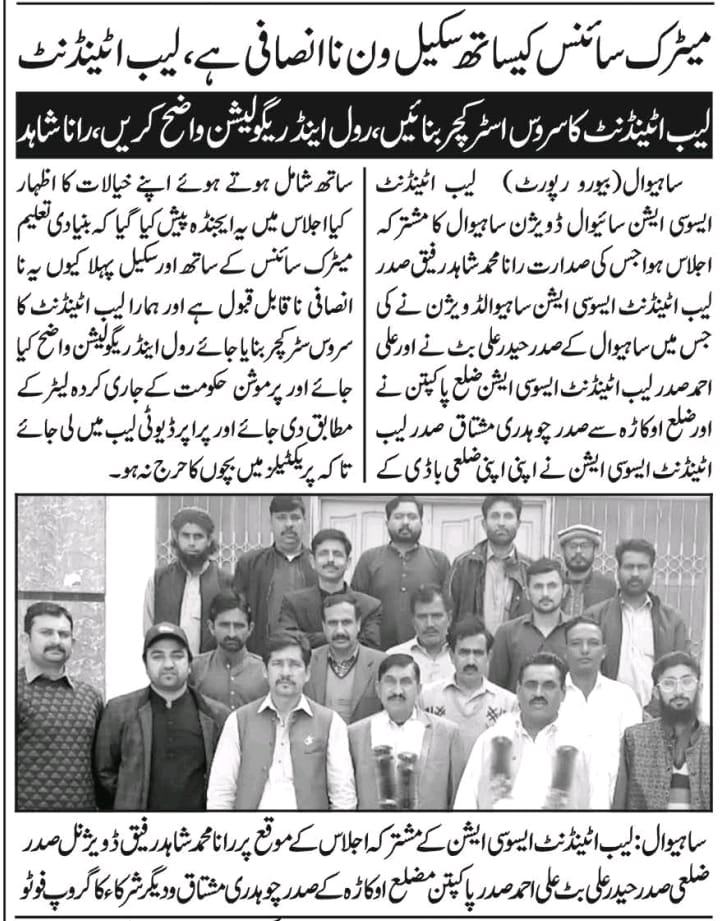 میٹرک سائنس کیساتھ سکیل ون ناانصافی ہے، لیب اٹینڈنٹ
لیب اٹینڈنٹ کا سروس اسٹرکچر بنائیں، رول اینڈ ریگولیشن واضح کریں، رانا شاہد
ساہیوال (بیورو رپورٹ) لیب اٹینڈنٹ
ایسوسی ایشن سائیوال ڈویژن ساہیوال کا مشترکہ
اجلاس ہوا جس کی صدارت رانا محمد شاہد رفیق صدر
لیب اٹینڈنٹ ایسوسی ایشن ساہیوالڈویژن نے کی
جس میں ساہیوال کے صدر حیدر علی بٹ نے اور علی
احمد صدر لیب اٹینڈنٹ ایسوسی ایشن ضلع پاکپتن نے
اور ضلع اوکاڑہ سے صدر چوہدری مشتاق صدر لیب
اٹینڈنٹ ایسوسی ایشن نے اپنی اپنی ضلعی باڈی کے
ساتھ شامل ہوتے ہوئے اپنے خیالات کا اظہار
کیا اجلاس میں یہ ایجنڈہ پیش کیا گیا کہ بنیادی تعلیم
میٹرک سائنس کے ساتھ اور سکیل پہلا کیوں یہ نا
انصافی نا قابل قبول ہے اور ہمارا لیب اٹینڈنٹ کا
سروس سٹرکچر بنایا جائے رول اینڈ ریگولیشن واضح کیا
جائے اور پرموشن حکومت کے جاری کردہ لیٹر کے
مطابق دی جائے اور پراپر ڈیوٹی لیب میں لی جائے
تاکہ پریکٹیلز میں بچوں کا حرج نہ ہو۔
ساہیوال: لیب اٹینڈنٹ ایسوسی ایشن کے مشترکہ اجلاس کے موقع پر رانا محمد شاہد رفیق ڈویژنل صدر
ضلعی صدر حیدر علی بٹ علی احمد صدر پاکپتن مضلع اوکاڑہ کے صدر چوہدری مشتاق و دیگر شرکاء کا گروپ فوٹو